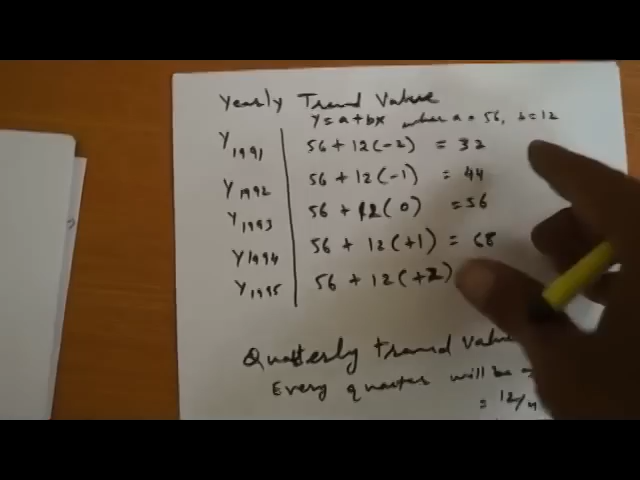 Yearly Trend Value
Y = a + bx where a = 56, b = 12
Y1991 56 + 12(-2) = 32
Y1992 56 + 12(-1) = 44
Y1993 56 + 12(0) = 56
Y1994 56 + 12(+1) = 68
Y1995 56 + 12(+2)
Quarterly Trend Value
Every quarter will be
= 12/4